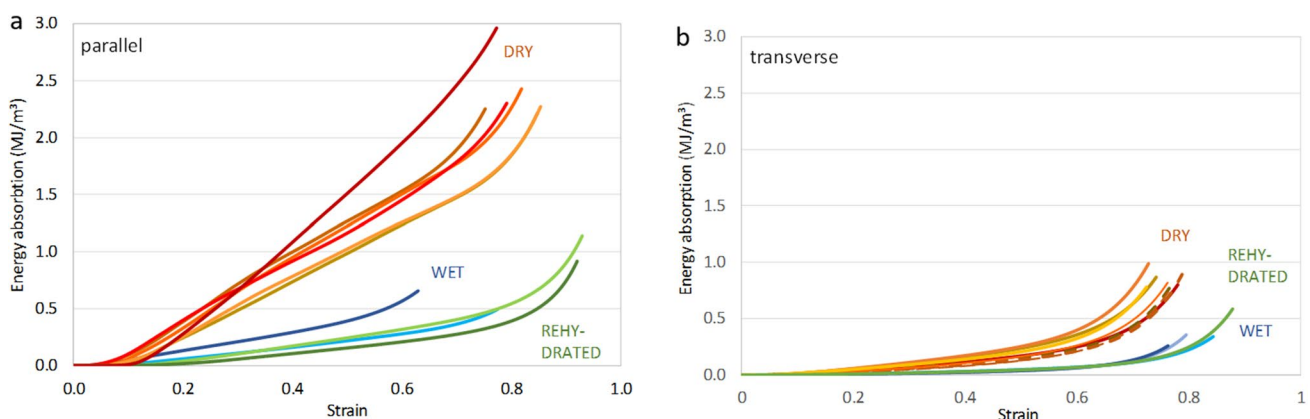 a
parallel
Energy absorption (MJ/m³)
3.0
2.5
2.0
1.5
1.0
0.5
0.0
DRY
WET
REHY-
DRATED
0.0 0.2 0.4 0.6 0.8 1.0
Strain
b
transverse
Energy absorption (MJ/m³)
3.0
2.5
2.0
1.5
1.0
0.5
0.0
DRY
REHY-
DRATED
WET
0 0.2 0.4 0.6 0.8 1
Strain